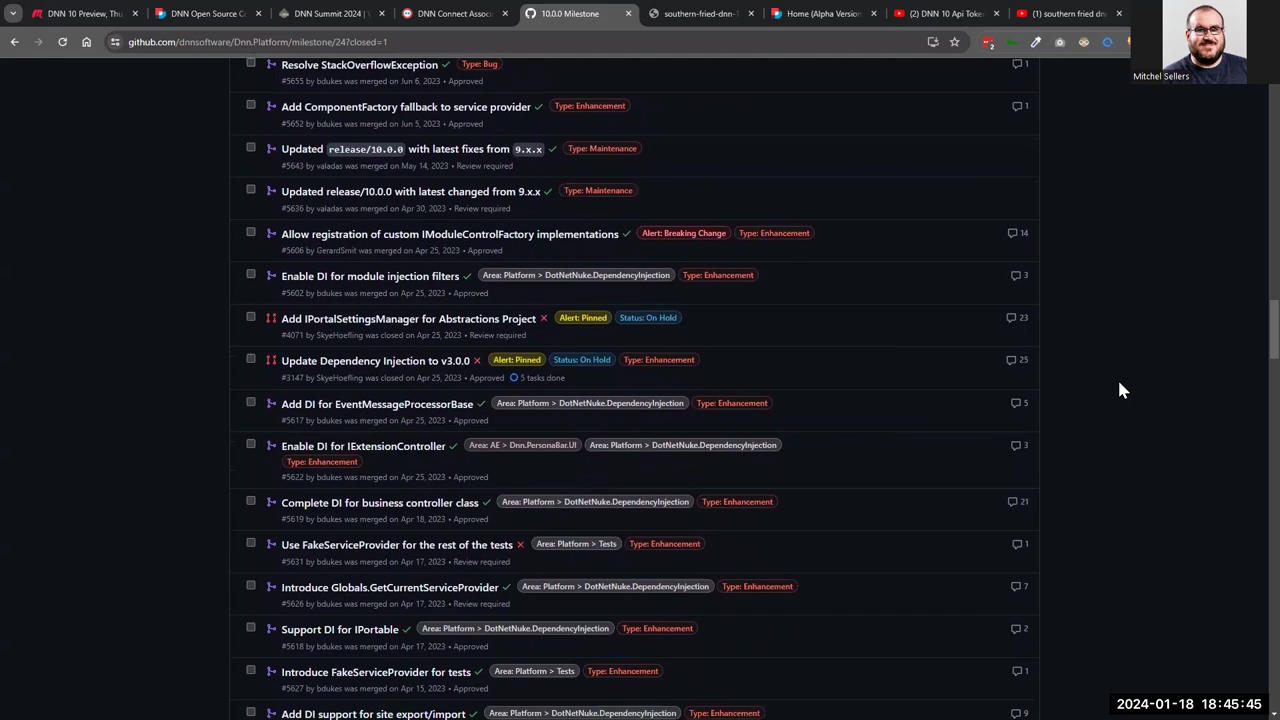 DNN 10 Preview, Thu
DNN Open Source C
DNN Summit 2024 | V
DNN Connect Associ
10.0.0 Milestone
southern-fried-dnn-
Home (Alpha Version
(2) DNN 10 Api Token
(1) southern fried dn
github.com/dnnsoftware/Dnn.Platform/milestone/24?closed=1
Mitchel Sellers
Resolve StackOverflowException Type: Bug 1
#5655 by bdukes was merged on Jun 6, 2023 • Approved
Add ComponentFactory fallback to service provider Type: Enhancement 1
#5652 by bdukes was merged on Jun 5, 2023 • Approved
Updated release/10.0.0 with latest fixes from 9.x.x Type: Maintenance
#5643 by valadas was merged on May 14, 2023 • Review required
Updated release/10.0.0 with latest changed from 9.x.x Type: Maintenance
#5636 by valadas was merged on Apr 30, 2023 • Review required
Allow registration of custom IModuleControlFactory implementations Alert: Breaking Change Type: Enhancement 14
#5606 by GerardSmit was merged on Apr 25, 2023 • Approved
Enable DI for module injection filters Area: Platform > DotNetNuke.DependencyInjection Type: Enhancement 3
#5602 by bdukes was merged on Apr 25, 2023 • Approved
Add IPortalSettingsManager for Abstractions Project Alert: Pinned Status: On Hold 23
#4071 by SkyeHoefling was closed on Apr 25, 2023 • Review required
Update Dependency Injection to v3.0.0 Alert: Pinned Status: On Hold Type: Enhancement 25
#3147 by SkyeHoefling was closed on Apr 25, 2023 • Approved 5 tasks done
Add DI for EventMessageProcessorBase Area: Platform > DotNetNuke.DependencyInjection Type: Enhancement 5
#5617 by bdukes was merged on Apr 25, 2023 • Approved
Enable DI for IExtensionController Area: AE > Dnn.PersonaBar.UI Area: Platform > DotNetNuke.DependencyInjection 3
Type: Enhancement
#5622 by bdukes was merged on Apr 25, 2023 • Approved
Complete DI for business controller class Area: Platform > DotNetNuke.DependencyInjection Type: Enhancement 21
#5619 by bdukes was merged on Apr 18, 2023 • Approved
Use FakeServiceProvider for the rest of the tests Area: Platform > Tests Type: Enhancement 1
#5631 by bdukes was merged on Apr 17, 2023 • Review required
Introduce Globals.GetCurrentServiceProvider Area: Platform > DotNetNuke.DependencyInjection Type: Enhancement 7
#5626 by bdukes was merged on Apr 17, 2023 • Review required
Support DI for IPortable Area: Platform > DotNetNuke.DependencyInjection Type: Enhancement 2
#5618 by bdukes was merged on Apr 17, 2023 • Approved
Introduce FakeServiceProvider for tests Area: Platform > Tests Type: Enhancement 1
#5627 by bdukes was merged on Apr 15, 2023 • Approved
Add DI support for site export/import Area: Platform > DotNetNuke.DependencyInjection Type: Enhancement 9
2024-01-18 18:45:45